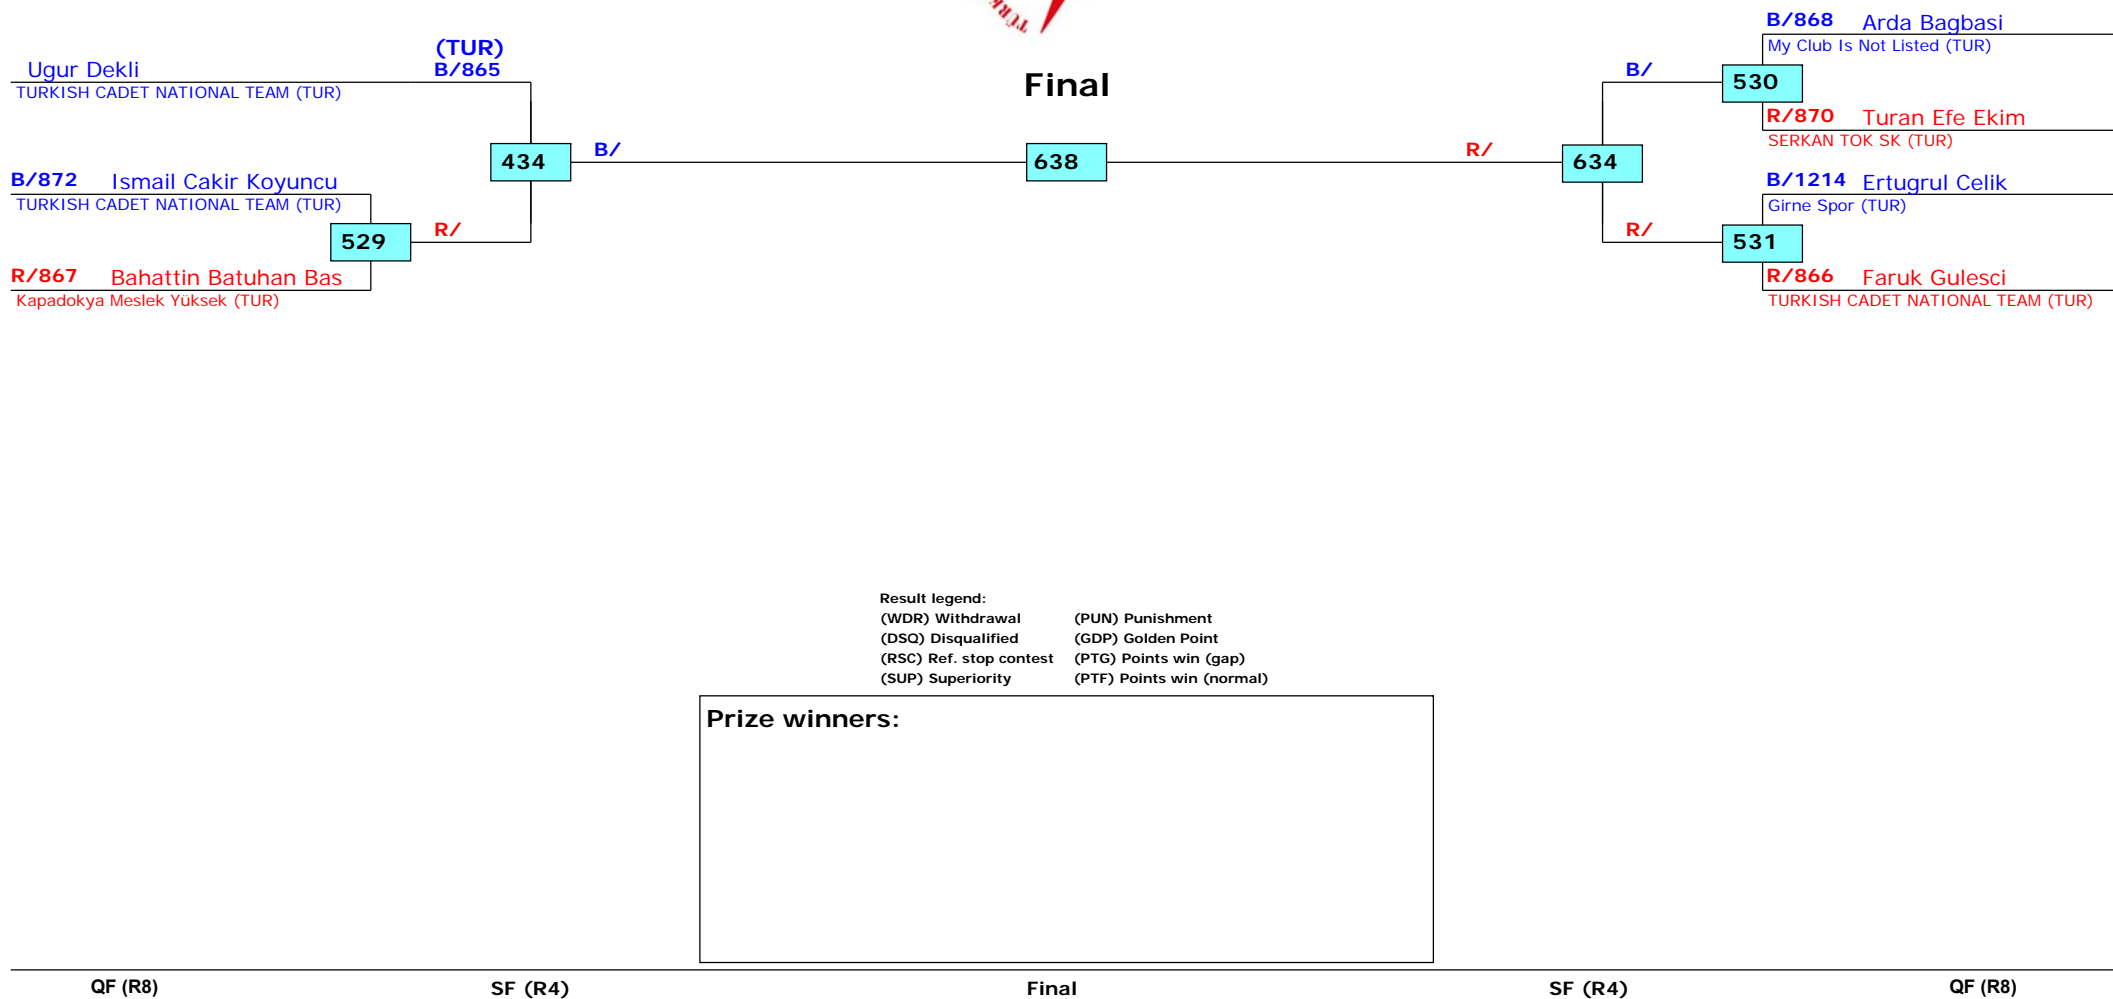 TÜRK
Final
(TUR)
Ugur Dekli B/865
TURKISH CADET NATIONAL TEAM (TUR)
434
B/
B/872 Ismail Cakir Koyuncu
TURKISH CADET NATIONAL TEAM (TUR)
529
R/
R/867 Bahattin Batuhan Bas
Kapadokya Meslek Yüksek (TUR)
638
B/868 Arda Bagbasi
My Club Is Not Listed (TUR)
B/
530
R/870 Turan Efe Ekim
SERKAN TOK SK (TUR)
R/
634
B/1214 Ertugrul Celik
Girne Spor (TUR)
R/
531
R/866 Faruk Gulesci
TURKISH CADET NATIONAL TEAM (TUR)
Result legend:
(WDR) Withdrawal (PUN) Punishment
(DSQ) Disqualified (GDP) Golden Point
(RSC) Ref. stop contest (PTG) Points win (gap)
(SUP) Superiority (PTF) Points win (normal)
Prize winners:
QF (R8) SF (R4) Final SF (R4) QF (R8)